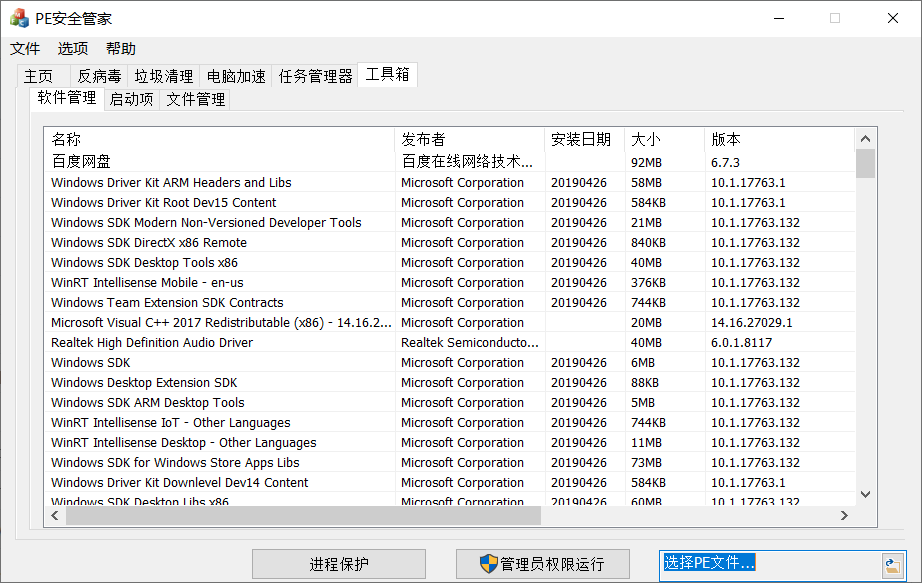 PE安全管家
文件 选项 帮助
主页 反病毒 垃圾清理 电脑加速 任务管理器 工具箱
软件管理 启动项 文件管理
名称 发布者 安装日期 大小 版本
百度网盘 百度在线网络技术... 92MB 6.7.3
Windows Driver Kit ARM Headers and Libs Microsoft Corporation 20190426 58MB 10.1.17763.1
Windows Driver Kit Root Dev15 Content Microsoft Corporation 20190426 584KB 10.1.17763.1
Windows SDK Modern Non-Versioned Developer Tools Microsoft Corporation 20190426 21MB 10.1.17763.132
Windows SDK DirectX x86 Remote Microsoft Corporation 20190426 840KB 10.1.17763.132
Windows SDK Desktop Tools x86 Microsoft Corporation 20190426 40MB 10.1.17763.132
WinRT Intellisense Mobile - en-us Microsoft Corporation 20190426 376KB 10.1.17763.132
Windows Team Extension SDK Contracts Microsoft Corporation 20190426 744KB 10.1.17763.132
Microsoft Visual C++ 2017 Redistributable (x86) - 14.16.2... Microsoft Corporation 20MB 14.16.27029.1
Realtek High Definition Audio Driver Realtek Semiconducto... 40MB 6.0.1.8117
Windows SDK Microsoft Corporation 20190426 6MB 10.1.17763.132
Windows Desktop Extension SDK Microsoft Corporation 20190426 88KB 10.1.17763.132
Windows SDK ARM Desktop Tools Microsoft Corporation 20190426 5MB 10.1.17763.132
WinRT Intellisense IoT - Other Languages Microsoft Corporation 20190426 744KB 10.1.17763.132
WinRT Intellisense Desktop - Other Languages Microsoft Corporation 20190426 11MB 10.1.17763.132
Windows SDK for Windows Store Apps Libs Microsoft Corporation 20190426 73MB 10.1.17763.132
Windows Driver Kit Downlevel Dev14 Content Microsoft Corporation 20190426 584KB 10.1.17763.1
Windows SDK Desktop Libs x86 Microsoft Corporation 20190426 60MB 10.1.17763.132
进程保护 管理员权限运行 选择PE文件...